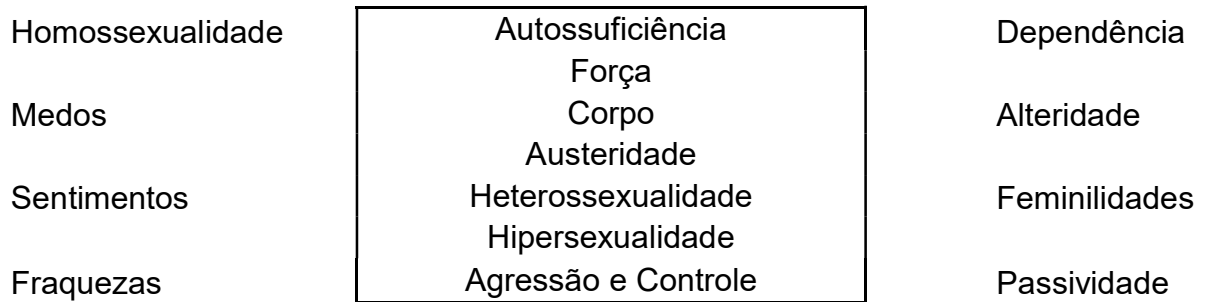 Homossexualidade Autossuficiência Dependência
Força
Medos Corpo Alteridade
Austeridade
Sentimentos Heterossexualidade Feminilidades
Hipersexualidade
Fraquezas Agressão e Controle Passividade